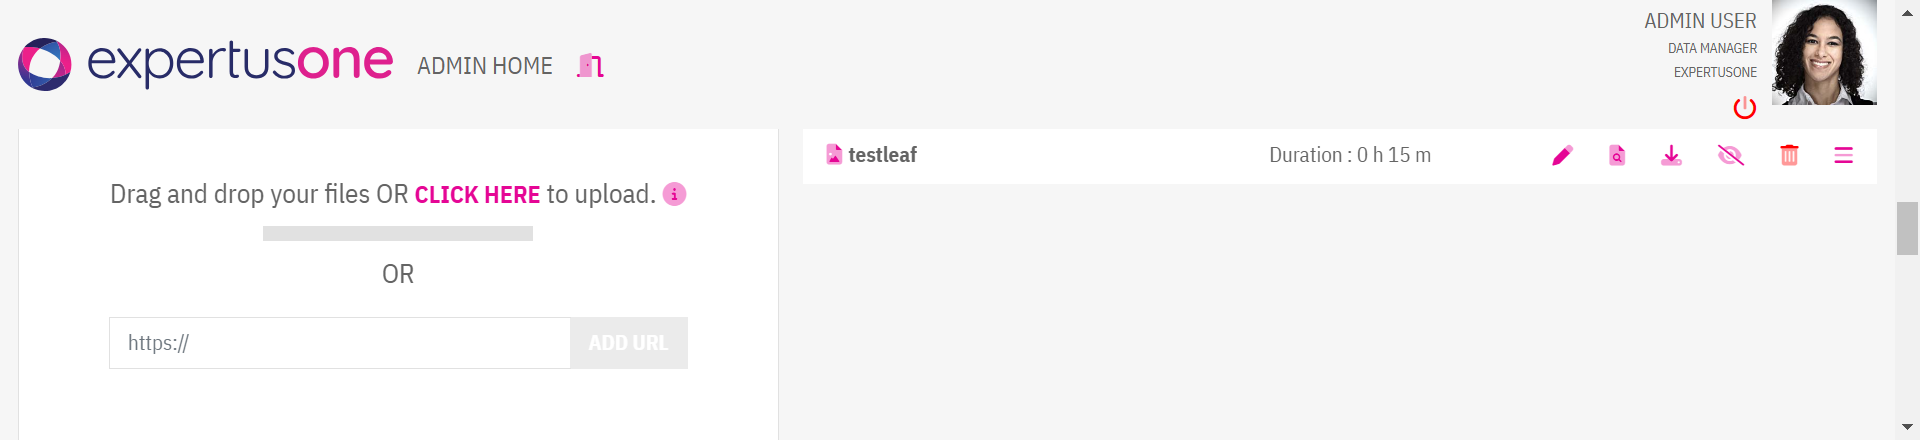 expertusone
ADMIN HOME
ADMIN USER
DATA MANAGER
EXPERTUSONE
Drag and drop your files OR CLICK HERE to upload.
OR
https://
ADD URL
testleaf
Duration : 0 h 15 m